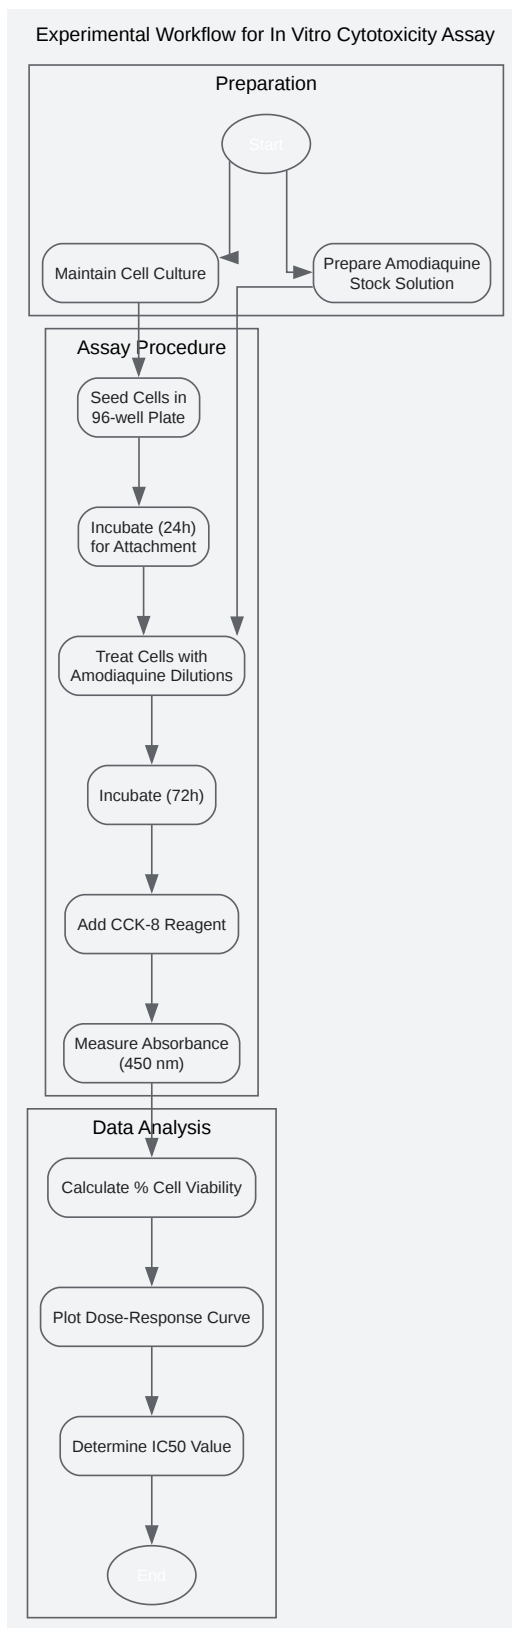 Experimental Workflow for In Vitro Cytotoxicity Assay
Preparation
Start
Maintain Cell Culture
Prepare Amodiaquine
Stock Solution
Assay Procedure
Seed Cells in
96-well Plate
Incubate (24h)
for Attachment
Treat Cells with
Amodiaquine Dilutions
Incubate (72h)
Add CCK-8 Reagent
Measure Absorbance
(450 nm)
Data Analysis
Calculate % Cell Viability
Plot Dose-Response Curve
Determine IC50 Value
End